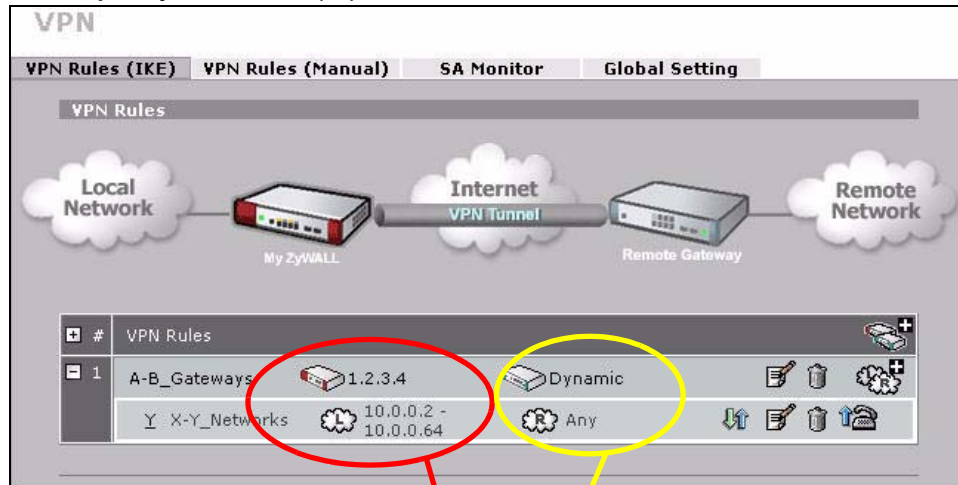 VPN
VPN Rules (IKE) VPN Rules (Manual) SA Monitor Global Setting
VPN Rules
Local Network
My ZyWALL
Internet
VPN Tunnel
Remote Gateway
Remote Network
# VPN Rules
1 A-B_Gateways 1.2.3.4 Dynamic
Y X-Y_Networks L 10.0.0.2 - 10.0.0.64 R Any